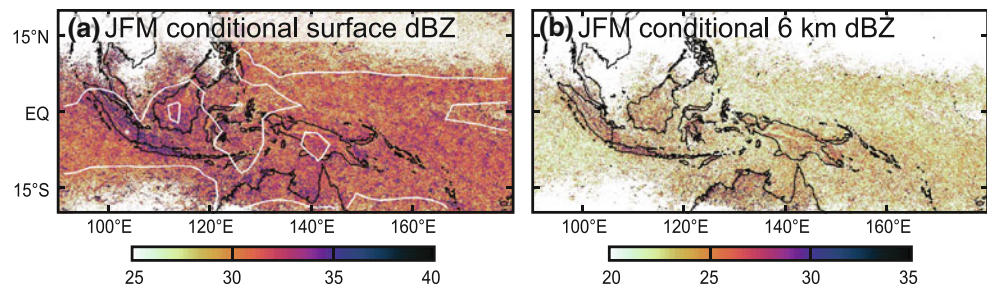 (a) JFM conditional surface dBZ
(b) JFM conditional 6 km dBZ
15°N
EQ
15°S
100°E 120°E 140°E 160°E
100°E 120°E 140°E 160°E
25 30 35 40
20 25 30 35